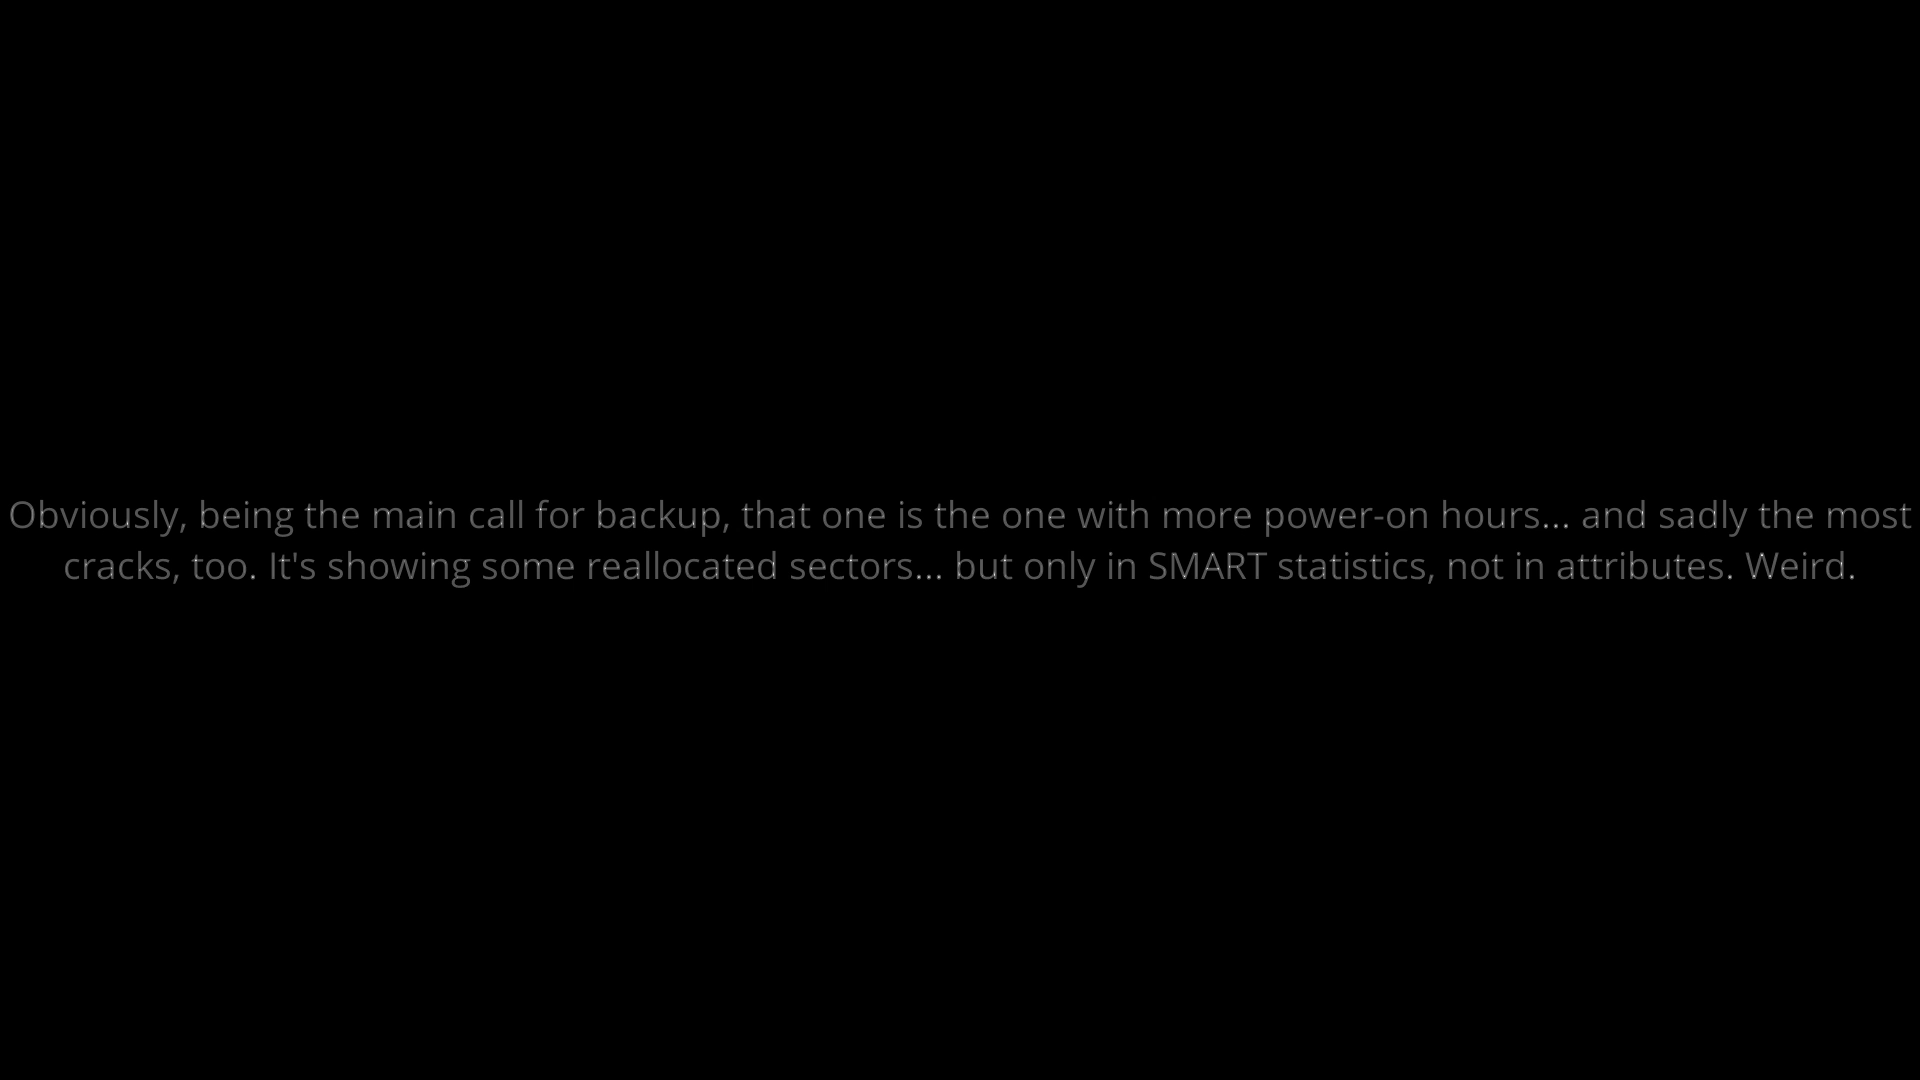 Obviously, being the main call for backup, that one is the one with more power-on hours... and sadly the most
cracks, too. It's showing some reallocated sectors... but only in SMART statistics, not in attributes. Weird.